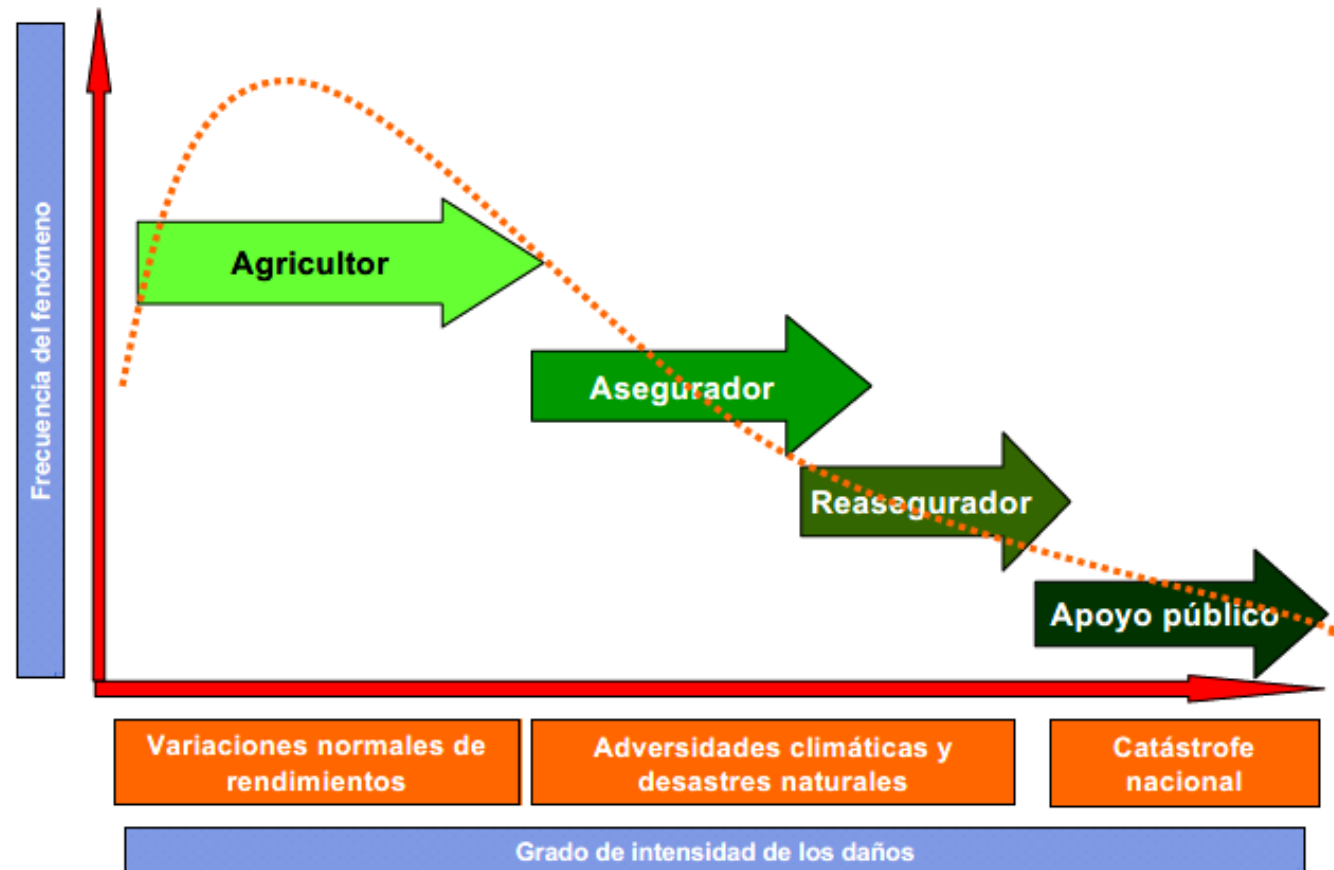 Frecuencia del fenómeno
Agricultor
Asegurador
Reasegurador
Apoyo público
Variaciones normales de
rendimientos
Adversidades climáticas y
desastres naturales
Catástrofe
nacional
Grado de intensidad de los daños